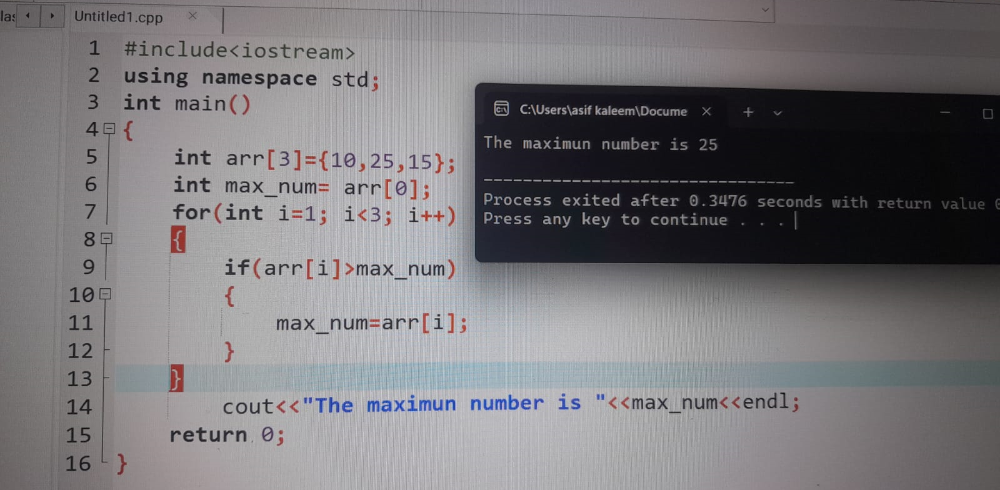 Untitled1.cpp
1 #include<iostream>
2 using namespace std;
3 int main()
4 {
5 int arr[3]={10,25,15};
6 int max_num= arr[0];
7 for(int i=1; i<3; i++)
8 {
9 if(arr[i]>max_num)
10 {
11 max_num=arr[i];
12 }
13 }
14 cout<<"The maximun number is "<<max_num<<endl;
15 return 0;
16 }
C:\Users\asif kaleem\Docume
The maximun number is 25
--------------------------------
Process exited after 0.3476 seconds with return value
Press any key to continue . . .